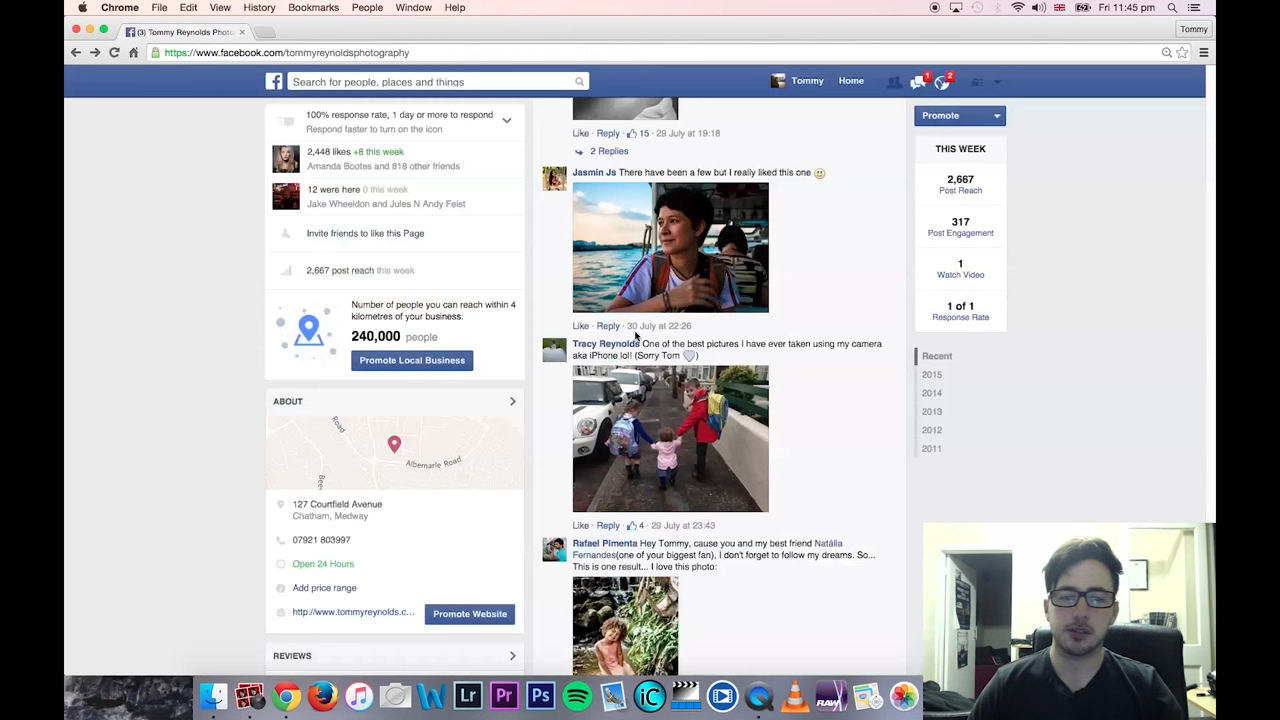 Chrome File Edit View History Bookmarks People Window Help Fri 11:45 pm
(3) Tommy Reynolds Photo
Tommy
https://www.facebook.com/tommyreynoldsphotography
Search for people, places and things
Tommy Home 1 2
100% response rate, 1 day or more to respond
Respond faster to turn on the icon
2,448 likes +8 this week
Amanda Bootes and 818 other friends
12 were here 0 this week
Jake Wheeldon and Jules N Andy Feist
Invite friends to like this Page
2,667 post reach this week
Number of people you can reach within 4
kilometres of your business:
240,000 people
Promote Local Business
ABOUT
Road
Albemarle Road
127 Courtfield Avenue
Chatham, Medway
07921 803997
Open 24 Hours
Add price range
http://www.tommyreynolds.c...
Promote Website
REVIEWS
Like · Reply · 15 · 29 July at 19:18
2 Replies
Jasmin Js There have been a few but I really liked this one
Like · Reply · 30 July at 22:26
Tracy Reynolds One of the best pictures I have ever taken using my camera
aka iPhone lol! (Sorry Tom )
Like · Reply · 4 · 29 July at 23:43
Rafael Pimenta Hey Tommy, cause you and my best friend Natália
Fernandes(one of your biggest fan), I don't forget to follow my dreams. So...
This is one result... I love this photo:
Promote
THIS WEEK
2,667
Post Reach
317
Post Engagement
1
Watch Video
1 of 1
Response Rate
Recent
2015
2014
2013
2012
2011
W Lr Pr Ps iC RAW